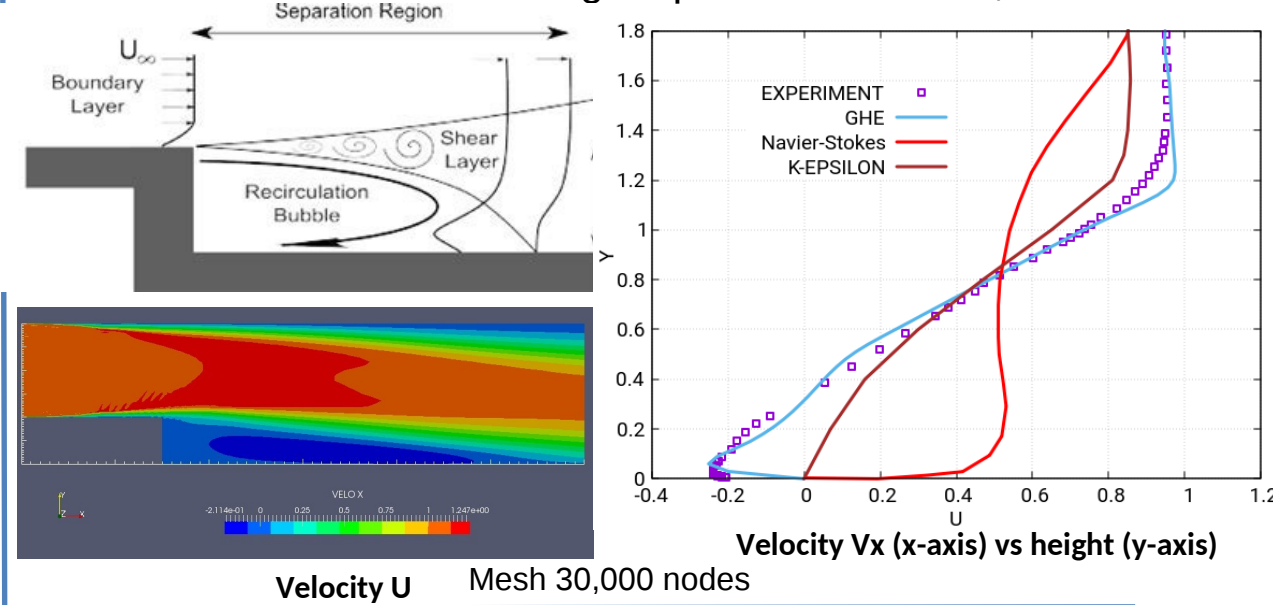 Separation Region
U∞
Boundary
Layer
Shear
Layer
Recirculation
Bubble
VELO X
-2.114e-01 0 0.25 0.5 0.75 1 1.247e+00
Y
Z X
Velocity U
Mesh 30,000 nodes
EXPERIMENT
GHE
Navier-Stokes
K-EPSILON
Y
1.8
1.6
1.4
1.2
1
0.8
0.6
0.4
0.2
0
-0.4 -0.2 0 0.2 0.4 0.6 0.8 1 1.2
U
Velocity Vx (x-axis) vs height (y-axis)